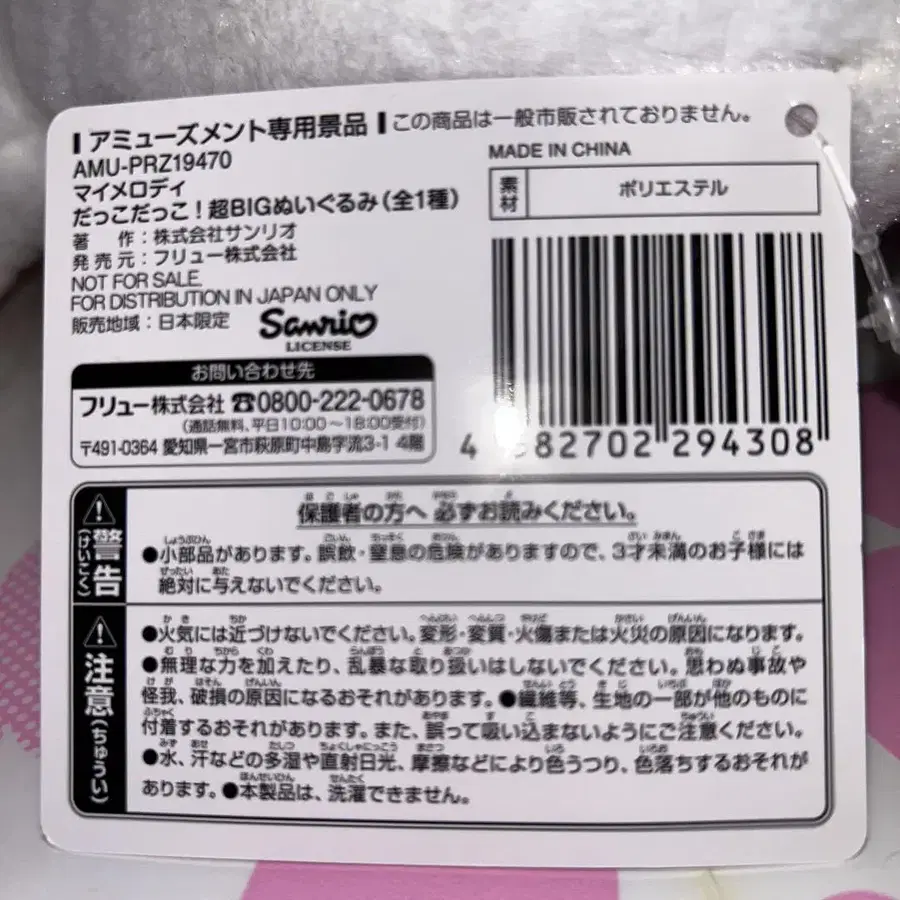 アミューズメント専用景品 この商品は一般市販されておりません。
AMU-PRZ19470
マイメロディ
だっこだっこ！超BIGぬいぐるみ（全1種）
著 作：株式会社サンリオ
発売元：フリュー株式会社
NOT FOR SALE.
FOR DISTRIBUTION IN JAPAN ONLY
販売地域：日本限定
Sanrio
LICENSE
MADE IN CHINA
素材 ポリエステル
4 82702 294308
お問い合わせ先
フリュー株式会社 ☎0800-222-0678
（通話無料、平日10:00～18:00受付）
〒491-0364 愛知県一宮市萩原町中島字流3-1 4階
警告（けいこく）
保護者の方へ 必ずお読みください。
●小部品があります。誤飲・窒息の危険がありますので、3才未満のお子様には
絶対に与えないでください。
注意（ちゅうい）
●火気には近づけないでください。変形・変質・火傷または火災の原因になります。
●無理な力を加えたり、乱暴な取り扱いはしないでください。思わぬ事故や
怪我、破損の原因になるおそれがあります。●繊維等、生地の一部が他のものに
付着するおそれがあります。また、誤って吸い込まないようにご注意ください。
●水、汗などの多湿や直射日光、摩擦などにより色うつり、色落ちするおそれが
あります。●本製品は、洗濯できません。